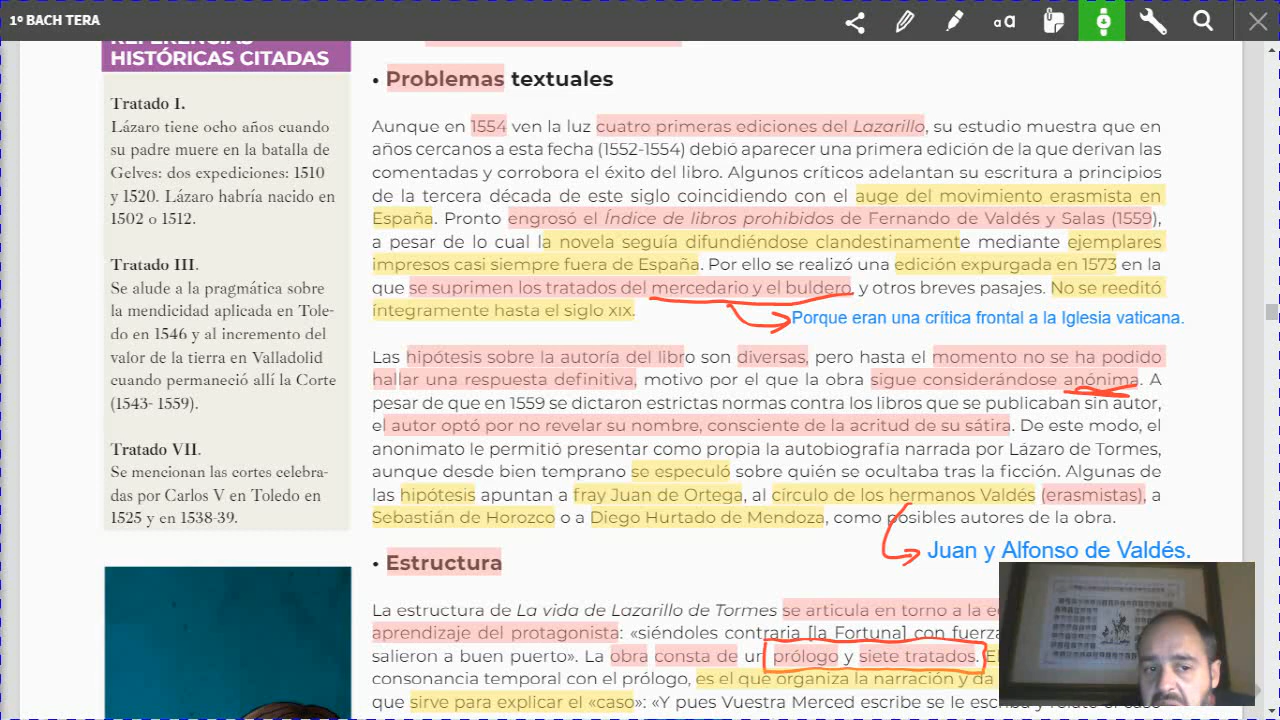 1º BACH TERA
REFERENCIAS
HISTÓRICAS CITADAS
Tratado I.
Lázaro tiene ocho años cuando
su padre muere en la batalla de
Gelves: dos expediciones: 1510
y 1520. Lázaro habría nacido en
1502 o 1512.
Tratado III.
Se alude a la pragmática sobre
la mendicidad aplicada en Tole-
do en 1546 y al incremento del
valor de la tierra en Valladolid
cuando permaneció allí la Corte
(1543- 1559).
Tratado VII.
Se mencionan las cortes celebra-
das por Carlos V en Toledo en
1525 y en 1538-39.
• Problemas textuales
Aunque en 1554 ven la luz cuatro primeras ediciones del Lazarillo, su estudio muestra que en
años cercanos a esta fecha (1552-1554) debió aparecer una primera edición de la que derivan las
comentadas y corrobora el éxito del libro. Algunos críticos adelantan su escritura a principios
de la tercera década de este siglo coincidiendo con el auge del movimiento erasmista en
España. Pronto engrosó el Índice de libros prohibidos de Fernando de Valdés y Salas (1559),
a pesar de lo cual la novela seguía difundiéndose clandestinamente mediante ejemplares
impresos casi siempre fuera de España. Por ello se realizó una edición expurgada en 1573 en la
que se suprimen los tratados del mercedario y el buldero, y otros breves pasajes. No se reeditó
íntegramente hasta el siglo XIX.
Porque eran una crítica frontal a la Iglesia vaticana.
Las hipótesis sobre la autoría del libro son diversas, pero hasta el momento no se ha podido
hallar una respuesta definitiva, motivo por el que la obra sigue considerándose anónima. A
pesar de que en 1559 se dictaron estrictas normas contra los libros que se publicaban sin autor,
el autor optó por no revelar su nombre, consciente de la acritud de su sátira. De este modo, el
anonimato le permitió presentar como propia la autobiografía narrada por Lázaro de Tormes,
aunque desde bien temprano se especuló sobre quién se ocultaba tras la ficción. Algunas de
las hipótesis apuntan a fray Juan de Ortega, al círculo de los hermanos Valdés (erasmistas), a
Sebastián de Horozco o a Diego Hurtado de Mendoza, como posibles autores de la obra.
Juan y Alfonso de Valdés.
• Estructura
La estructura de La vida de Lazarillo de Tormes se articula en torno a la
aprendizaje del protagonista: «siéndoles contraria [la Fortuna] con fuerza
salieron a buen puerto». La obra consta de un prólogo y siete tratados.
consonancia temporal con el prólogo, es el que organiza la narración y da
que sirve para explicar el «caso»: «Y pues Vuestra Merced escribe se le